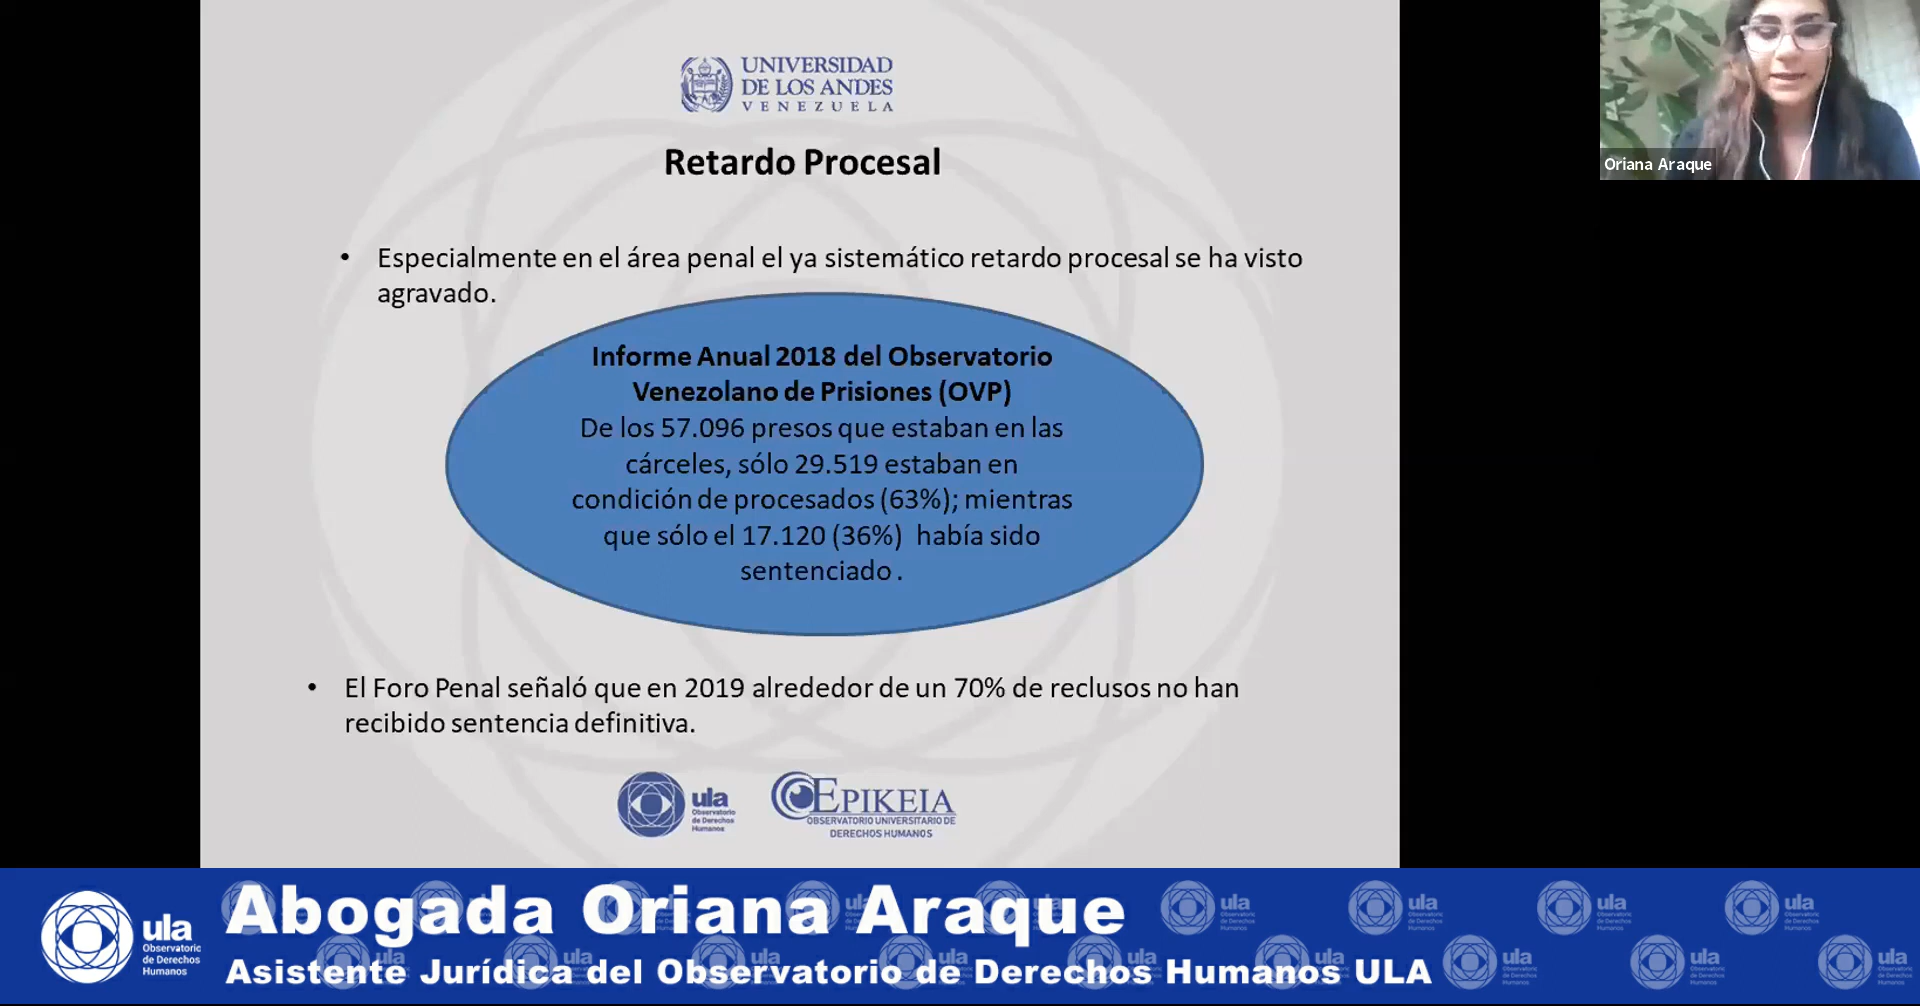 UNIVERSIDAD
DE LOS ANDES
VENEZUELA
Oriana Araque
Retardo Procesal
• Especialmente en el área penal el ya sistemático retardo procesal se ha visto
agravado.
Informe Anual 2018 del Observatorio
Venezolano de Prisiones (OVP)
De los 57.096 presos que estaban en las
cárceles, sólo 29.519 estaban en
condición de procesados (63%); mientras
que sólo el 17.120 (36%) había sido
sentenciado .
• El Foro Penal señaló que en 2019 alrededor de un 70% de reclusos no han
recibido sentencia definitiva.
ula
Observatorio
de Derechos
Humanos
EPIKEIA
OBSERVATORIO UNIVERSITARIO DE
DERECHOS HUMANOS
ula
Observatorio
de Derechos
Humanos
Abogada Oriana Araque
Asistente Jurídica del Observatorio de Derechos Humanos ULA